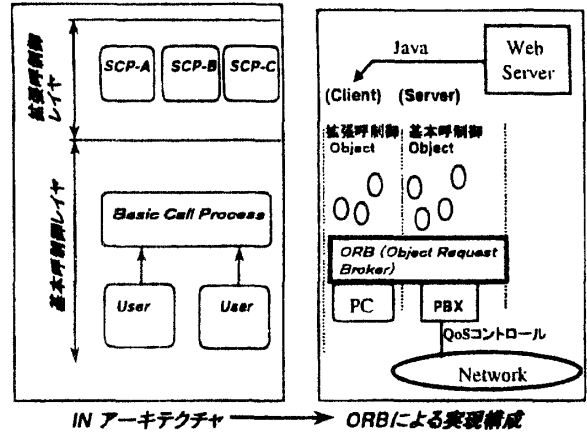 拡張呼制御
レイヤ
SCP-A SCP-B SCP-C
基本呼制御レイヤ
Basic Call Process
User User
Java
Web
Server
(Client) (Server)
拡張呼制御 基本呼制御
Object Object
ORB (Object Request
Broker)
PC PBX
QoSコントロール
Network
IN アーキテクチャ ORBによる実現構成